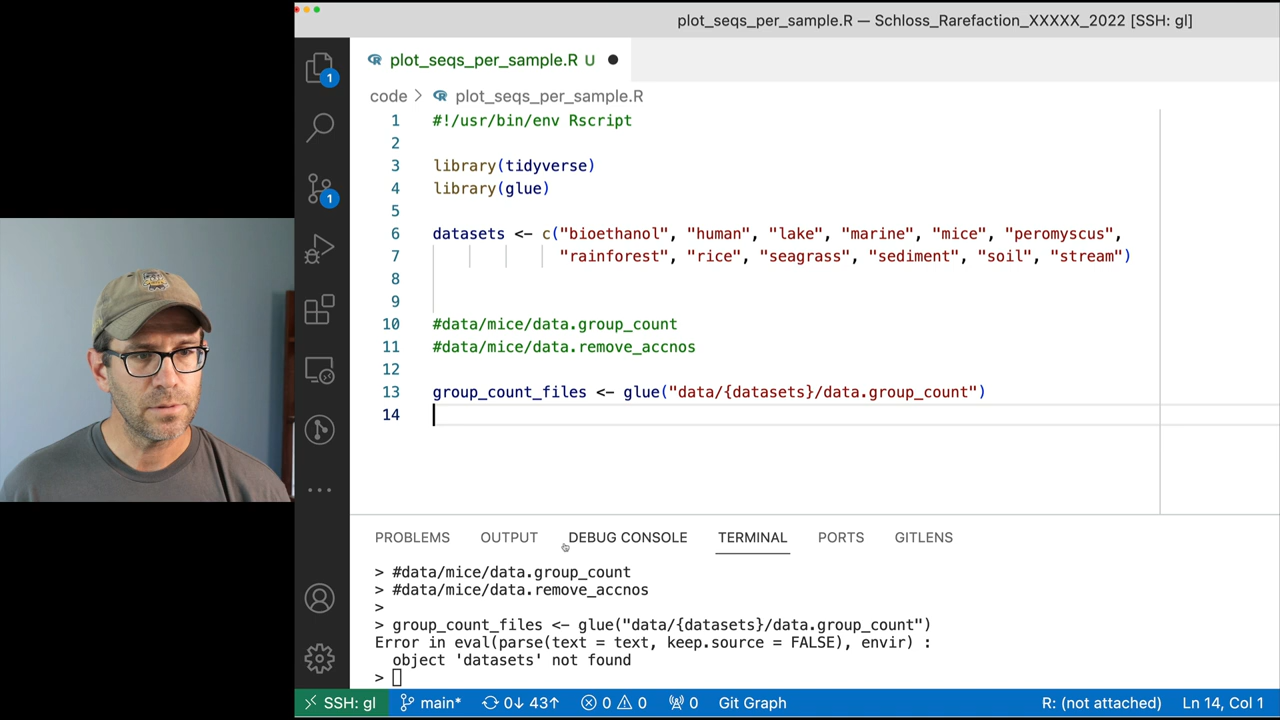 plot_seqs_per_sample.R — Schloss_Rarefaction_XXXXX_2022 [SSH: gl]
plot_seqs_per_sample.R U
code > plot_seqs_per_sample.R
1 #!/usr/bin/env Rscript
2
3 library(tidyverse)
4 library(glue)
5
6 datasets <- c("bioethanol", "human", "lake", "marine", "mice", "peromyscus",
7 "rainforest", "rice", "seagrass", "sediment", "soil", "stream")
8
9
10 #data/mice/data.group_count
11 #data/mice/data.remove_accnos
12
13 group_count_files <- glue("data/{datasets}/data.group_count")
14
1
1
PROBLEMS OUTPUT DEBUG CONSOLE TERMINAL PORTS GITLENS
> #data/mice/data.group_count
> #data/mice/data.remove_accnos
>
> group_count_files <- glue("data/{datasets}/data.group_count")
Error in eval(parse(text = text, keep.source = FALSE), envir) :
object 'datasets' not found
>
SSH: gl main* 0↓ 43↑ 0 0 0 Git Graph R: (not attached) Ln 14, Col 1